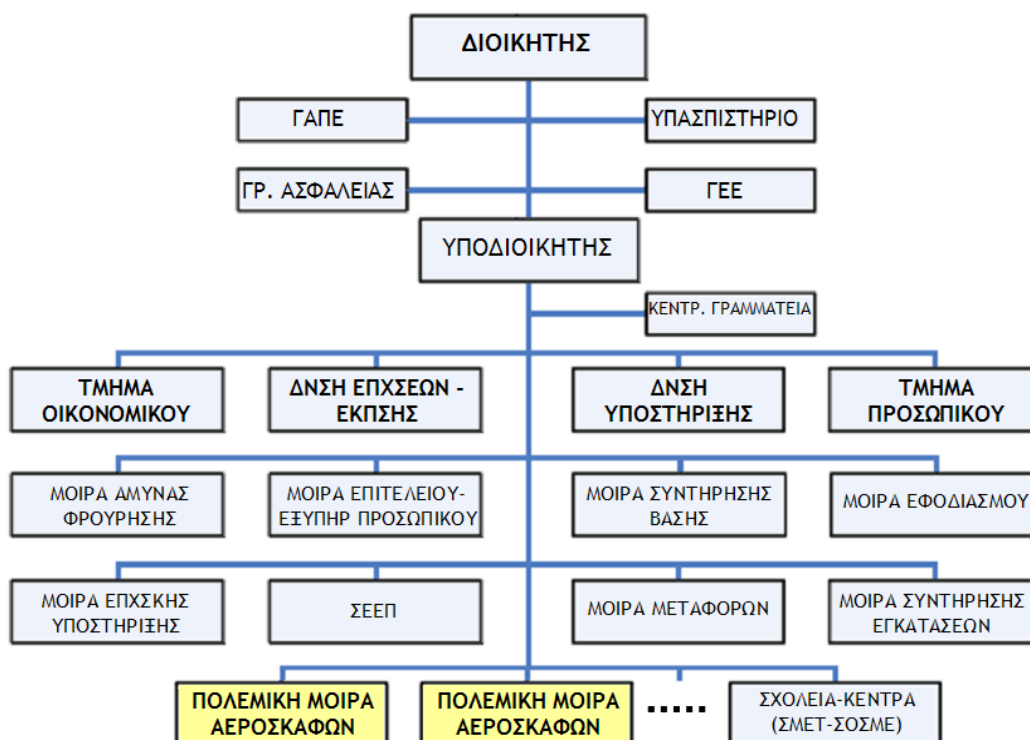 ΔΙΟΙΚΗΤΗΣ
ΓΑΠΕ
ΥΠΑΣΠΙΣΤΗΡΙΟ
ΓΡ. ΑΣΦΑΛΕΙΑΣ
ΓΕΕ
ΥΠΟΔΙΟΙΚΗΤΗΣ
ΚΕΝΤΡ. ΓΡΑΜΜΑΤΕΙΑ
ΤΜΗΜΑ
ΟΙΚΟΝΟΜΙΚΟΥ
ΔΝΣΗ ΕΠΧΣΕΩΝ -
ΕΚΠΣΗΣ
ΔΝΣΗ
ΥΠΟΣΤΗΡΙΞΗΣ
ΤΜΗΜΑ
ΠΡΟΣΩΠΙΚΟΥ
ΜΟΙΡΑ ΑΜΥΝΑΣ
ΦΡΟΥΡΗΣΗΣ
ΜΟΙΡΑ ΕΠΙΤΕΛΕΙΟΥ-
ΕΞΥΠΗΡ ΠΡΟΣΩΠΙΚΟΥ
ΜΟΙΡΑ ΣΥΝΤΗΡΗΣΗΣ
ΒΑΣΗΣ
ΜΟΙΡΑ ΕΦΟΔΙΑΣΜΟΥ
ΜΟΙΡΑ ΕΠΧΣΚΗΣ
ΥΠΟΣΤΗΡΙΞΗΣ
ΣΕΕΠ
ΜΟΙΡΑ ΜΕΤΑΦΟΡΩΝ
ΜΟΙΡΑ ΣΥΝΤΗΡΗΣΗΣ
ΕΓΚΑΤΑΣΕΩΝ
ΠΟΛΕΜΙΚΗ ΜΟΙΡΑ
ΑΕΡΟΣΚΑΦΩΝ
ΠΟΛΕΜΙΚΗ ΜΟΙΡΑ
ΑΕΡΟΣΚΑΦΩΝ
.....
ΣΧΟΛΕΙΑ-ΚΕΝΤΡΑ
(ΣΜΕΤ-ΣΟΣΜΕ)